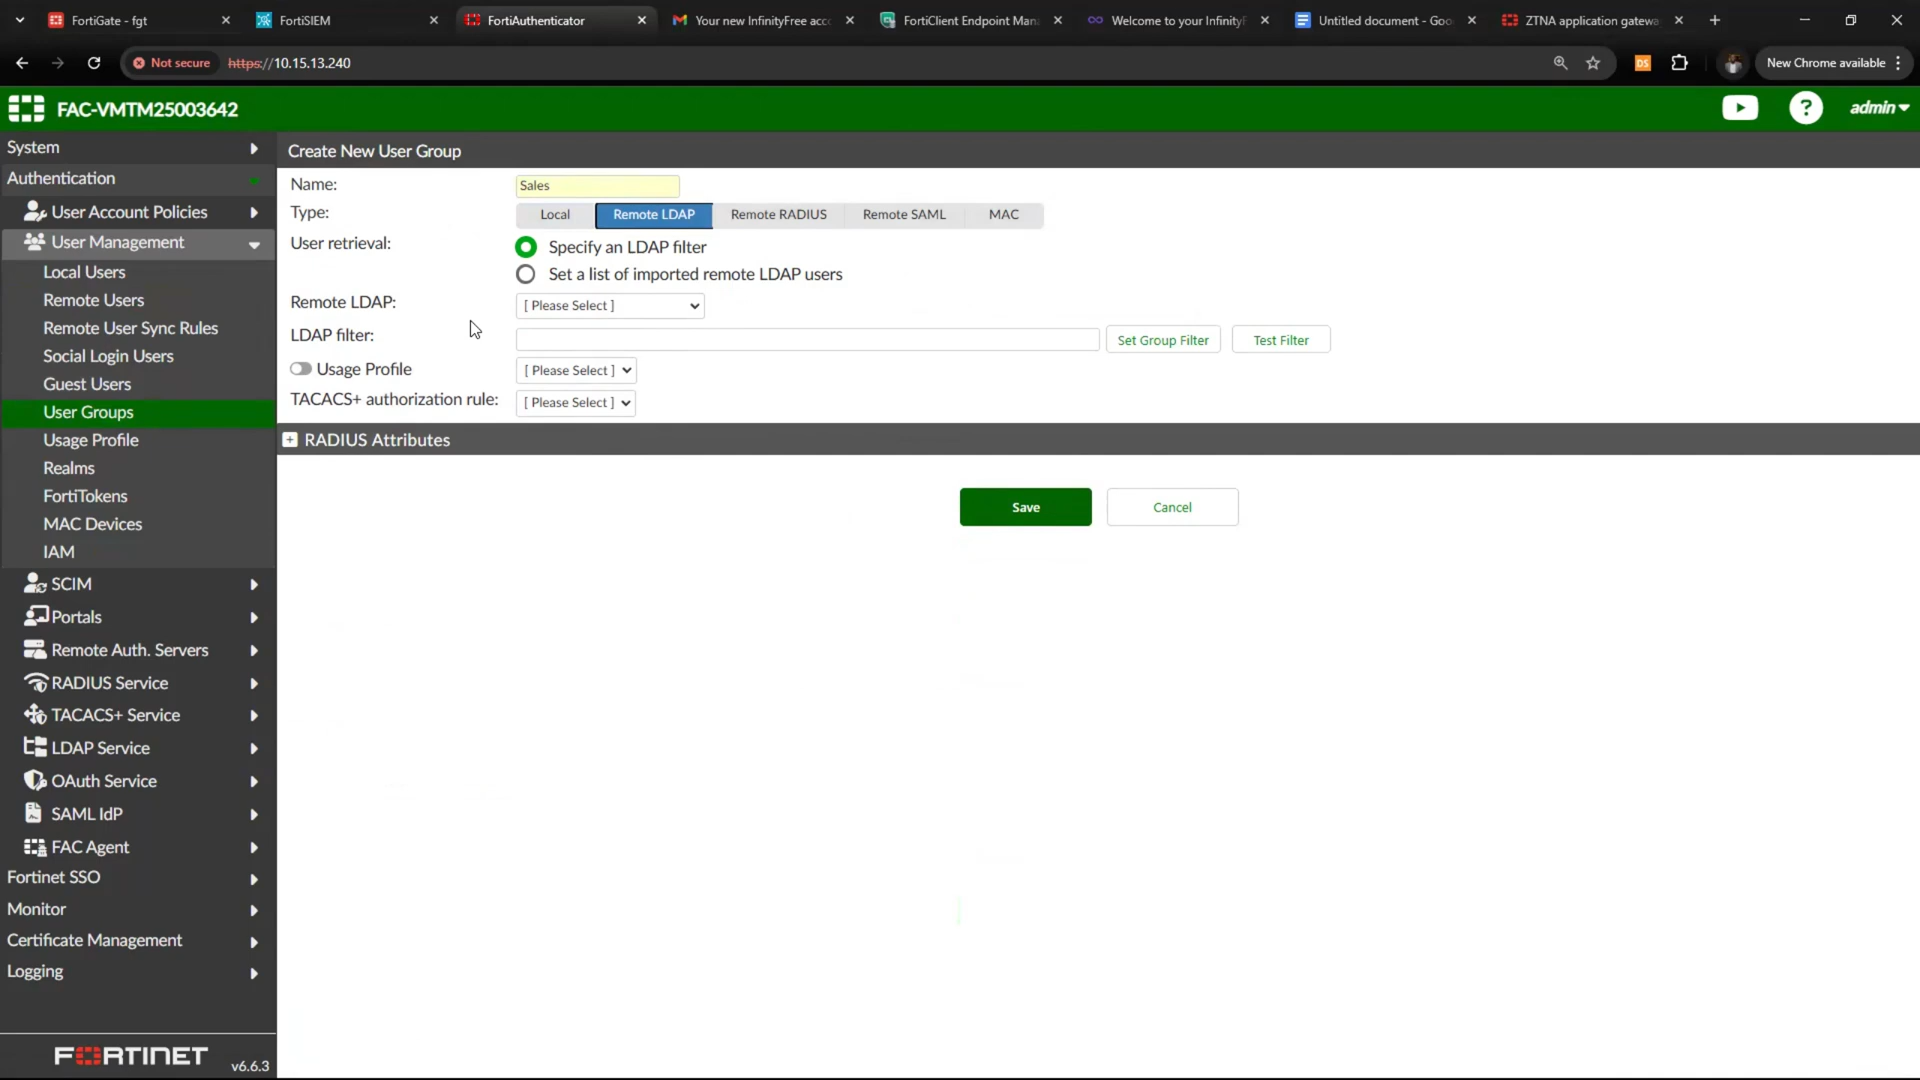 FortiGate - fgt
FortiSIEM
FortiAuthenticator
Your new InfinityFree acc
FortiClient Endpoint Man
Welcome to your InfinityF
Untitled document - Goo
ZTNA application gatewa
Not secure https://10.15.13.240
DS
New Chrome available
FAC-VMTM25003642
? admin
System
Authentication
User Account Policies
User Management
Local Users
Remote Users
Remote User Sync Rules
Social Login Users
Guest Users
User Groups
Usage Profile
Realms
FortiTokens
MAC Devices
IAM
SCIM
Portals
Remote Auth. Servers
RADIUS Service
TACACS+ Service
LDAP Service
OAuth Service
SAML IdP
FAC Agent
Fortinet SSO
Monitor
Certificate Management
Logging
FORTINET v6.6.3
Create New User Group
Name: Sales
Type: Local Remote LDAP Remote RADIUS Remote SAML MAC
User retrieval: Specify an LDAP filter
Set a list of imported remote LDAP users
Remote LDAP: [ Please Select ]
LDAP filter: Set Group Filter Test Filter
Usage Profile [ Please Select ]
TACACS+ authorization rule: [ Please Select ]
RADIUS Attributes
Save Cancel